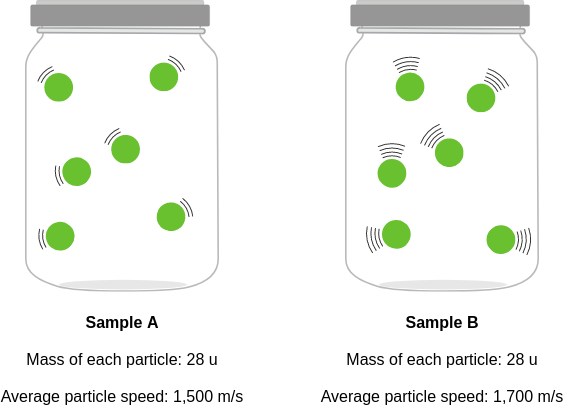 Sample A
Mass of each particle: 28 u
Average particle speed: 1,500 m/s
Sample B
Mass of each particle: 28 u
Average particle speed: 1,700 m/s